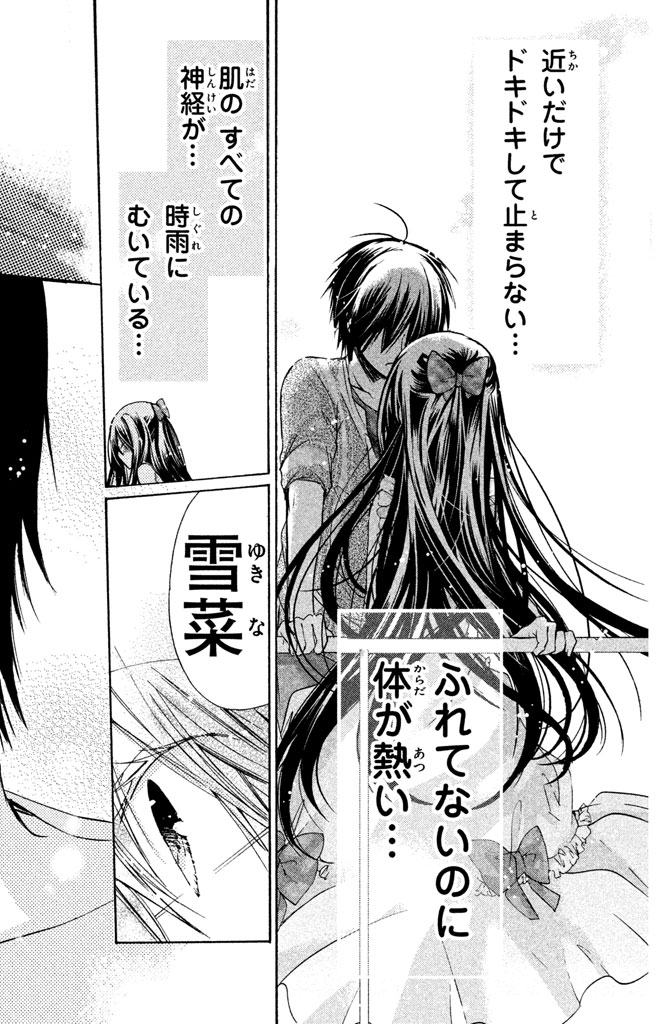 近いだけで
ドキドキして止まらない…
ふれてないのに
体が熱い…
肌の すべての
神経が…
時雨に
むいている…
雪菜